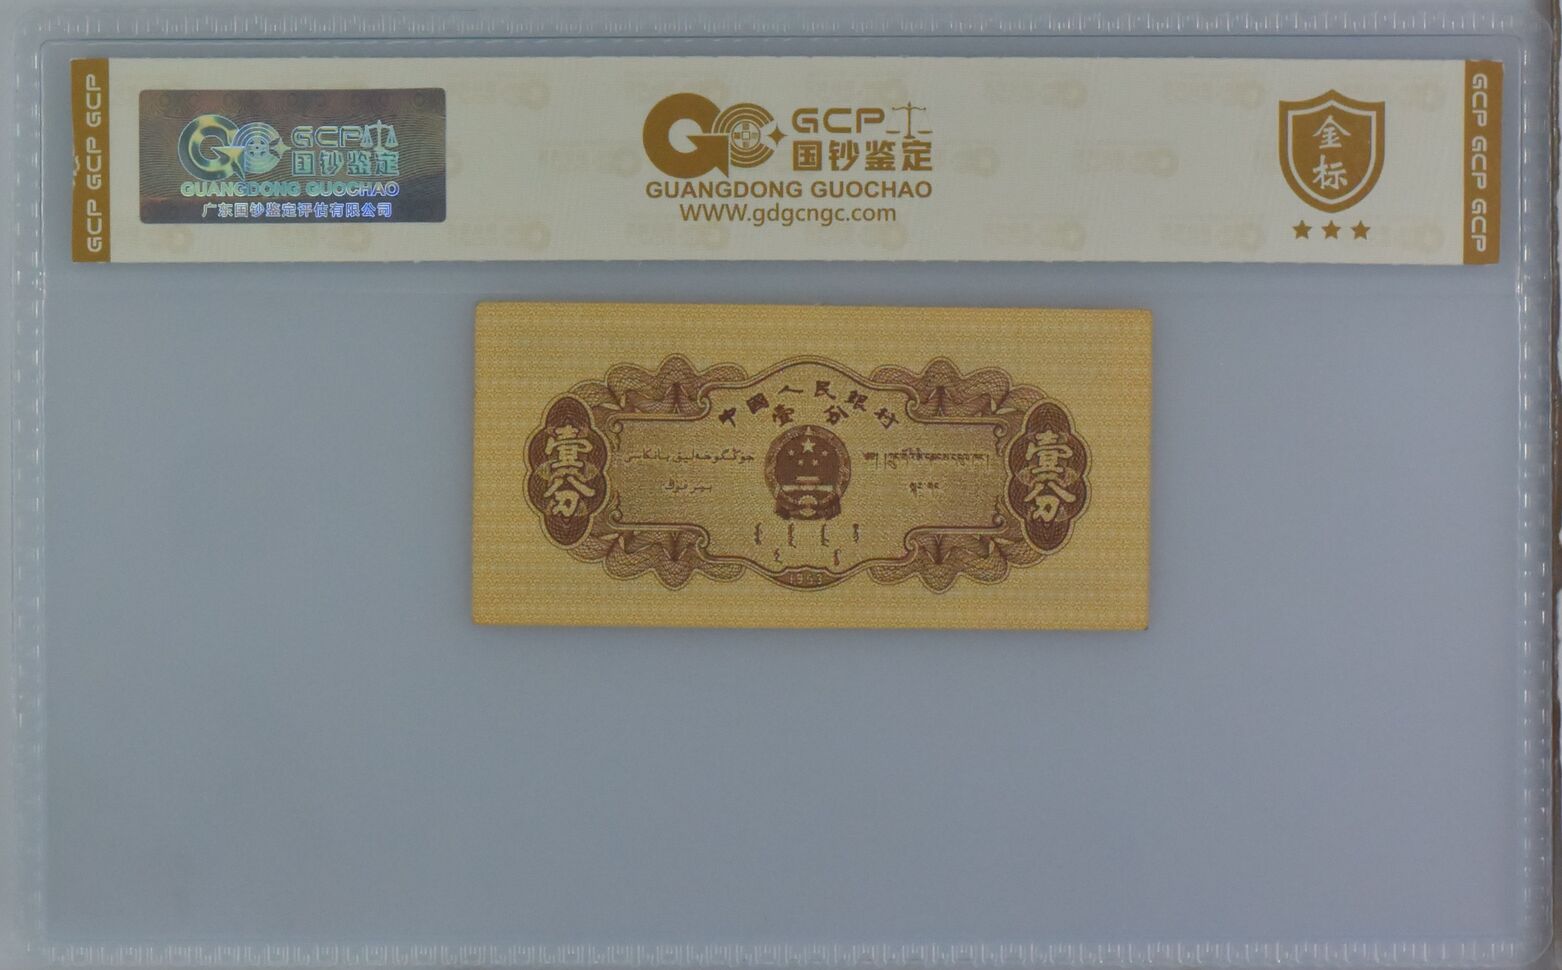 GCP GCP GCP
GCP
国钞鉴定
GUANGDONG GUOCHAO
广东国钞鉴定评估有限公司
GCP
国钞鉴定
GUANGDONG GUOCHAO
WWW.gdgcngc.com
金标
GCP GCP GCP
中国人民银行
壹分
壹分
壹分
1953